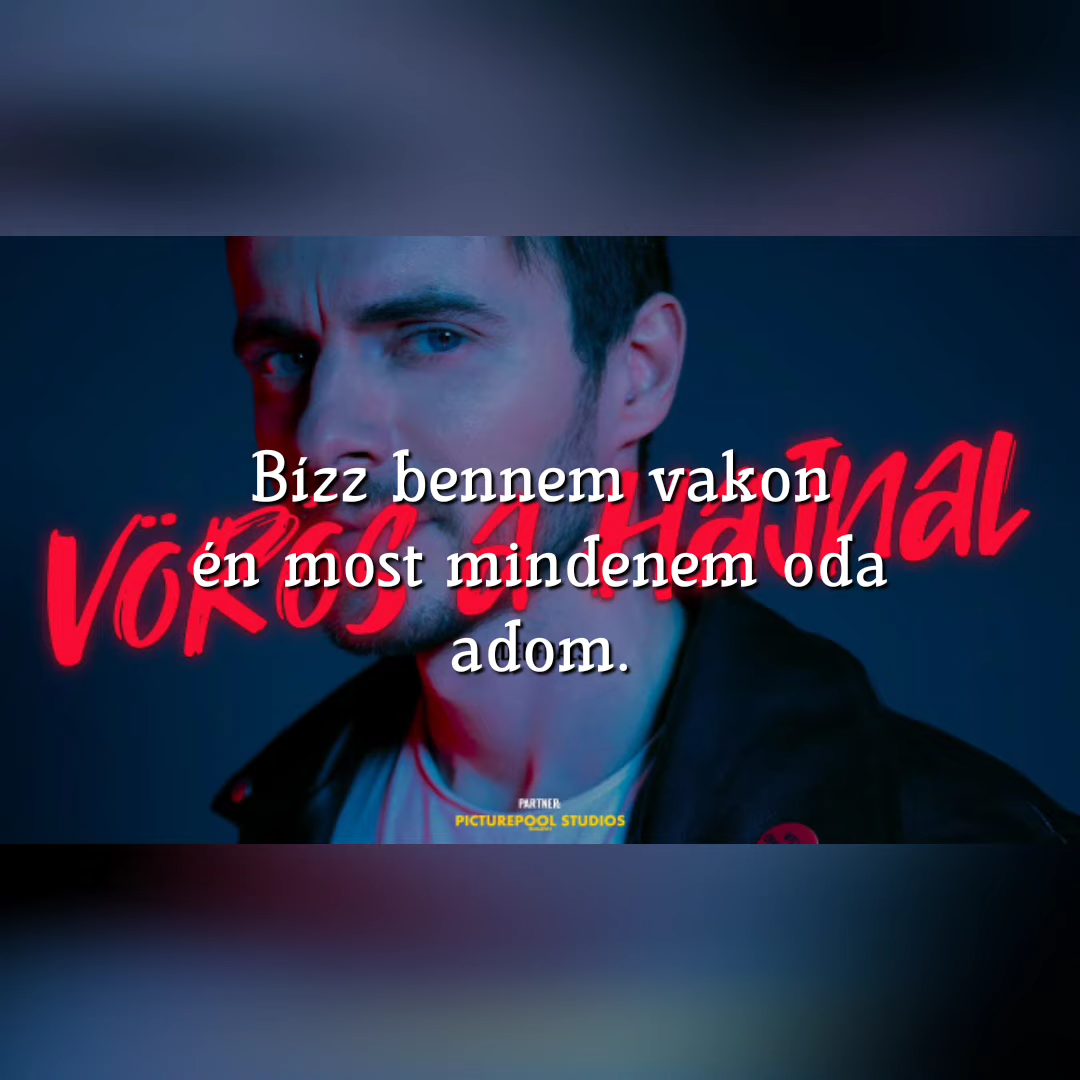 Bízz bennem vakon
VÖRÖS A HAJNAL
én most mindenem oda
adom.
PARTNER:
PICTUREPOOL STUDIOS